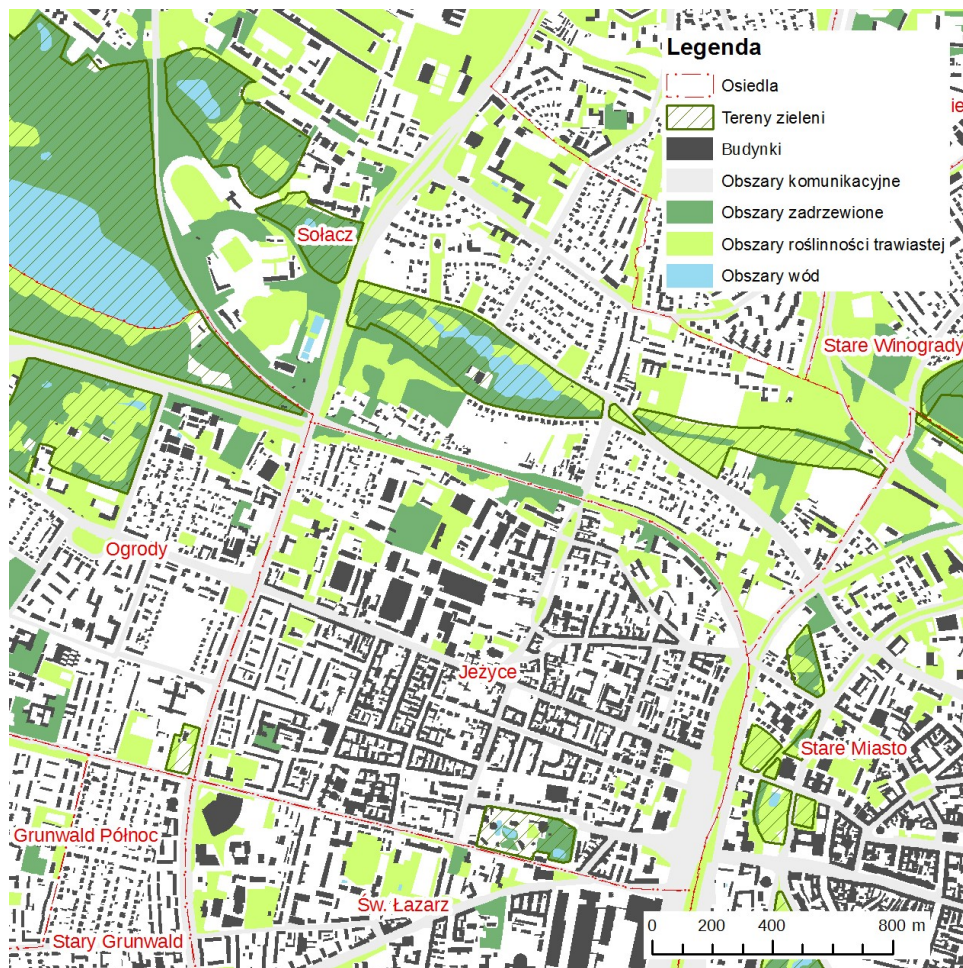 Legenda
Osiedla
Tereny zieleni
Budynki
Obszary komunikacyjne
Obszary zadrzewione
Obszary roślinności trawiastej
Obszary wód
ie
Sołacz
Stare Winogrady
Ogrody
Jeżyce
Stare Miasto
Grunwald Północ
Św. Łazarz
Stary Grunwald
0 200 400 800 m